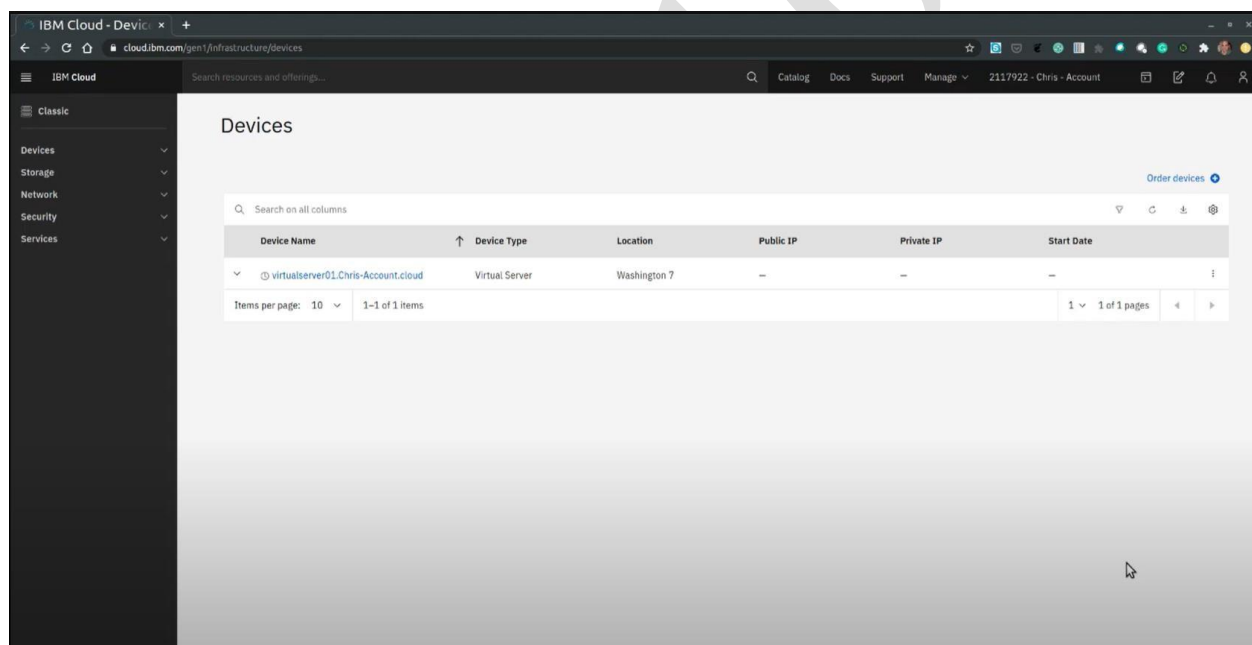 IBM Cloud - Devic
cloud.ibm.com/gen1/infrastructure/devices
IBM Cloud Search resources and offerings... Catalog Docs Support Manage 2117922 - Chris - Account
Classic
Devices
Devices
Storage
Network
Security
Services
Order devices
Search on all columns
Device Name Device Type Location Public IP Private IP Start Date
virtualserver01.Chris-Account.cloud Virtual Server Washington 7 – – –
Items per page: 10 1–1 of 1 items 1 1 of 1 pages